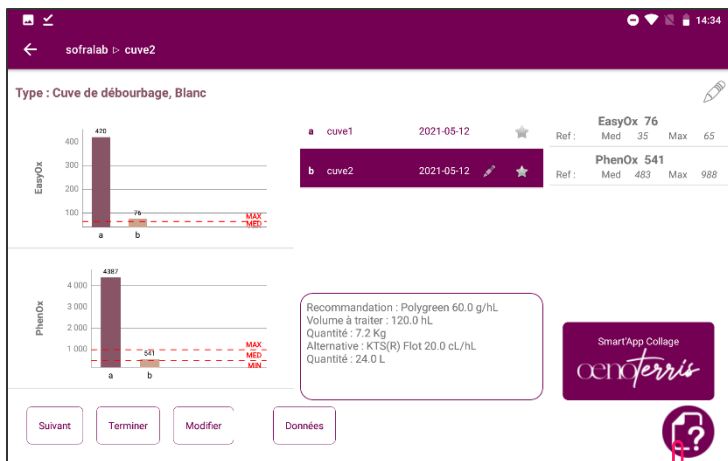 14:34
sofralab ▷ cuve2
Type : Cuve de débourbage, Blanc
EasyOx
400
300
200
100
420
76
MAX
MED
a
b
PhenOx
4 000
3 000
2 000
1 000
4387
541
MAX
MED
MIN
a
b
a cuve1 2021-05-12
b cuve2 2021-05-12
EasyOx 76
Ref : Med 35 Max 65
PhenOx 541
Ref : Med 483 Max 988
Recommandation : Polygreen 60.0 g/hL
Volume à traiter : 120.0 hL
Quantité : 7.2 Kg
Alternative : KTS(R) Flot 20.0 cL/hL
Quantité : 24.0 L
Smart'App Collage
œnoterris
Suivant
Terminer
Modifier
Données
?